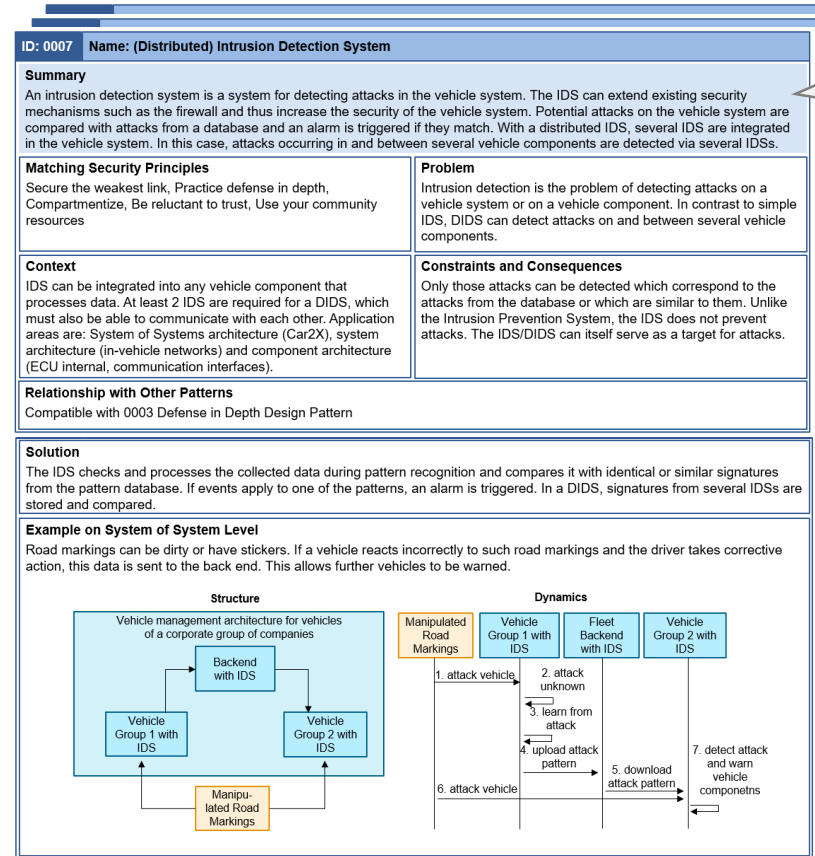 ID: 0007 Name: (Distributed) Intrusion Detection System
Summary
An intrusion detection system is a system for detecting attacks in the vehicle system. The IDS can extend existing security
mechanisms such as the firewall and thus increase the security of the vehicle system. Potential attacks on the vehicle system are
compared with attacks from a database and an alarm is triggered if they match. With a distributed IDS, several IDS are integrated
in the vehicle system. In this case, attacks occurring in and between several vehicle components are detected via several IDSs.
Matching Security Principles
Secure the weakest link, Practice defense in depth,
Compartmentize, Be reluctant to trust, Use your community
resources
Problem
Intrusion detection is the problem of detecting attacks on a
vehicle system or on a vehicle component. In contrast to simple
IDS, DIDS can detect attacks on and between several vehicle
components.
Context
IDS can be integrated into any vehicle component that
processes data. At least 2 IDS are required for a DIDS, which
must also be able to communicate with each other. Application
areas are: System of Systems architecture (Car2X), system
architecture (in-vehicle networks) and component architecture
(ECU internal, communication interfaces).
Constraints and Consequences
Only those attacks can be detected which correspond to the
attacks from the database or which are similar to them. Unlike
the Intrusion Prevention System, the IDS does not prevent
attacks. The IDS/DIDS can itself serve as a target for attacks.
Relationship with Other Patterns
Compatible with 0003 Defense in Depth Design Pattern
Solution
The IDS checks and processes the collected data during pattern recognition and compares it with identical or similar signatures
from the pattern database. If events apply to one of the patterns, an alarm is triggered. In a DIDS, signatures from several IDSs are
stored and compared.
Example on System of System Level
Road markings can be dirty or have stickers. If a vehicle reacts incorrectly to such road markings and the driver takes corrective
action, this data is sent to the back end. This allows further vehicles to be warned.
Structure
Vehicle management architecture for vehicles
of a corporate group of companies
Backend
with IDS
Vehicle
Group 1 with
IDS
Vehicle
Group 2 with
IDS
Manipu-
lated Road
Markings
Dynamics
Manipulated
Road
Markings
Vehicle
Group 1 with
IDS
Fleet
Backend
with IDS
Vehicle
Group 2 with
IDS
1. attack vehicle
2. attack
unknown
3. learn from
attack
4. upload attack
pattern
5. download
attack pattern
6. attack vehicle
7. detect attack
and warn
vehicle
componetns